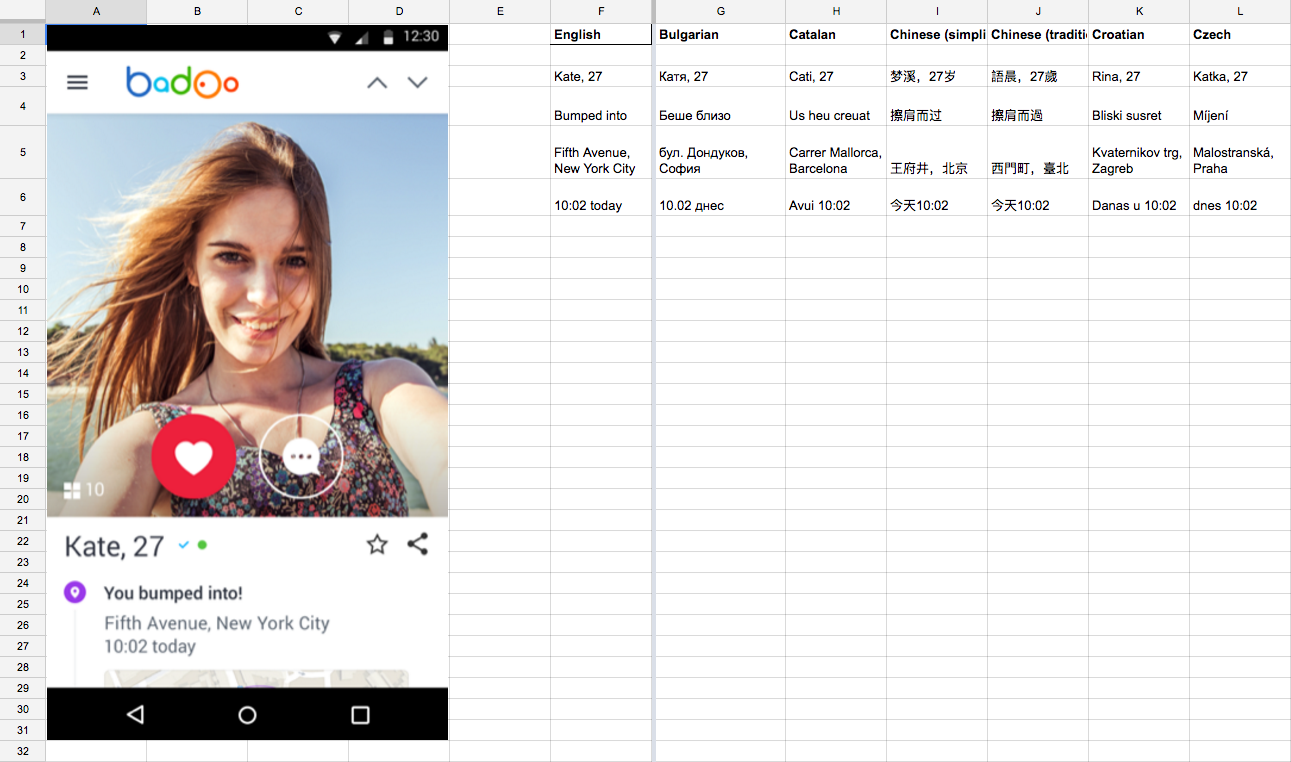 A B C D E F G H I J K L
1 English Bulgarian Catalan Chinese (simpli Chinese (traditi Croatian Czech
2
3 Kate, 27 Катя, 27 Cati, 27 梦溪，27岁 語晨，27歲 Rina, 27 Katka, 27
4 Bumped into Беше близо Us heu creuat 擦肩而过 擦肩而過 Bliski susret Míjení
5 Fifth Avenue, New York City бул. Дондуков, София Carrer Mallorca, Barcelona 王府井，北京 西門町，臺北 Kvaternikov trg, Zagreb Malostranská, Praha
6 10:02 today 10.02 днес Avui 10:02 今天10:02 今天10:02 Danas u 10:02 dnes 10:02
7
8
9
10
11
12
13
14
15
16
17
18
19
20
21
22
23
24
25
26
27
28
29
30
31
32
12:30
badoo
10
Kate, 27
You bumped into!
Fifth Avenue, New York City
10:02 today